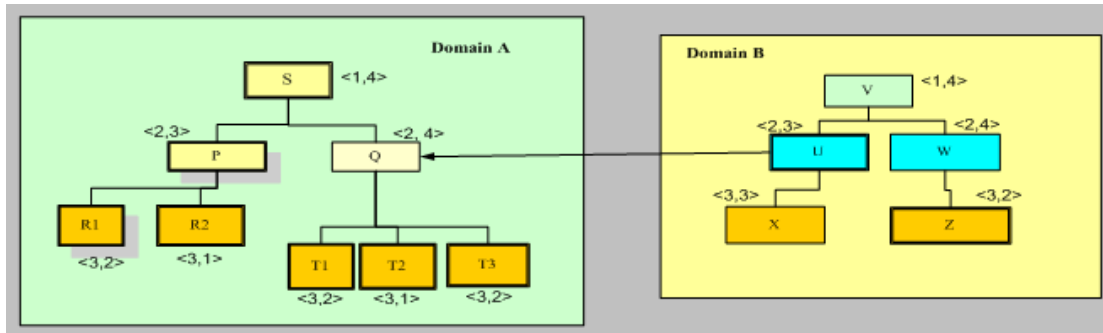 Domain A
S
<1,4>
<2,3>
<2, 4>
P
Q
R1
R2
<3,2>
<3,1>
T1
T2
T3
<3,2>
<3,1>
<3,2>
Domain B
V
<1,4>
<2,3>
<2,4>
U
W
<3,3>
<3,2>
X
Z